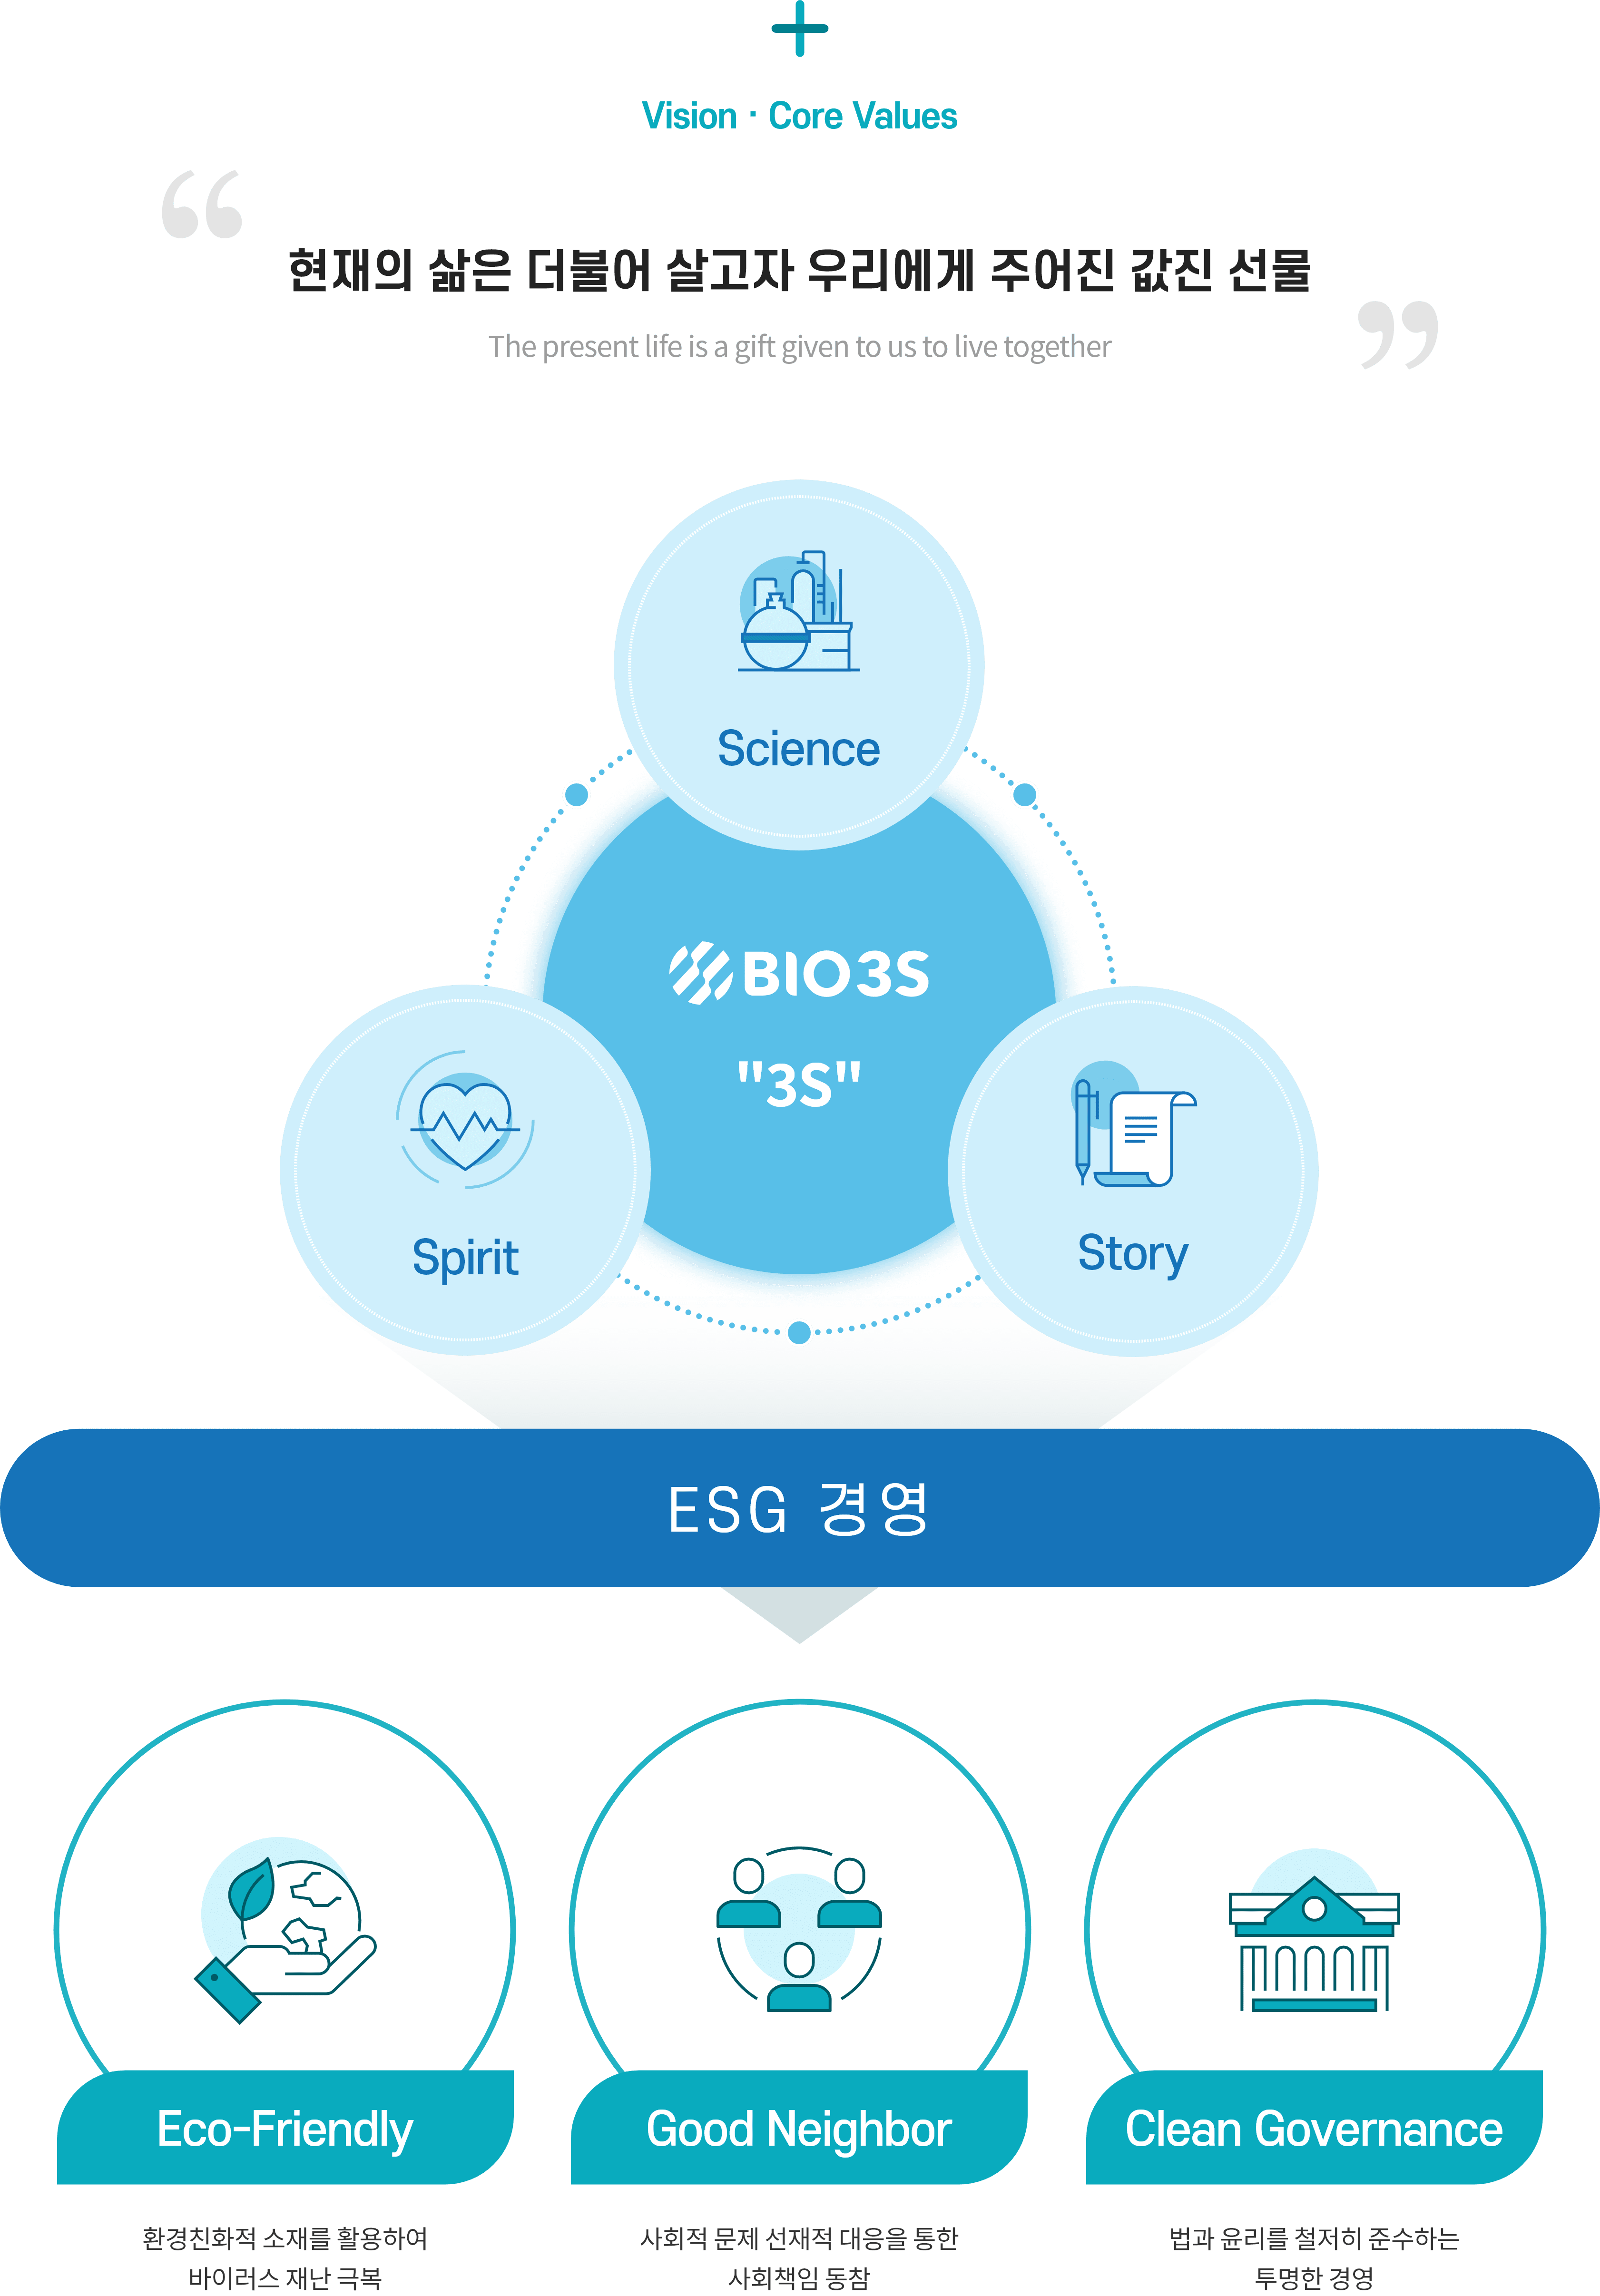 Vision · Core Values
“
현재의 삶은 더불어 살고자 우리에게 주어진 값진 선물
The present life is a gift given to us to live together
”
Science
BIO3S
"3S"
Spirit
Story
ESG 경영
Eco-Friendly
환경친화적 소재를 활용하여
바이러스 재난 극복
Good Neighbor
사회적 문제 선재적 대응을 통한
사회책임 동참
Clean Governance
법과 윤리를 철저히 준수하는
투명한 경영